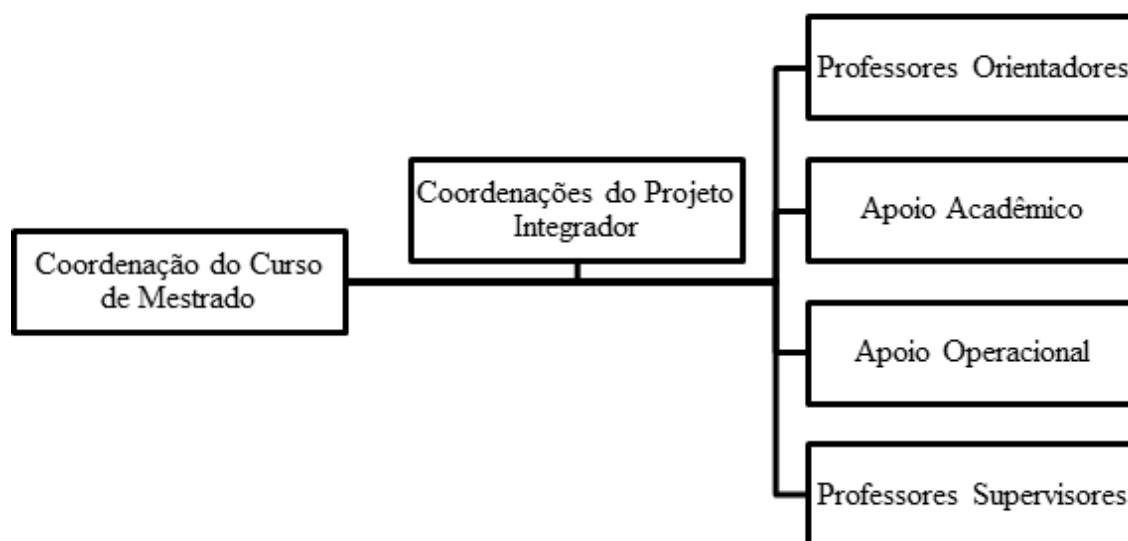 Professores Orientadores
Coordenações do Projeto
Integrador
Apoio Acadêmico
Coordenação do Curso
de Mestrado
Apoio Operacional
Professores Supervisores